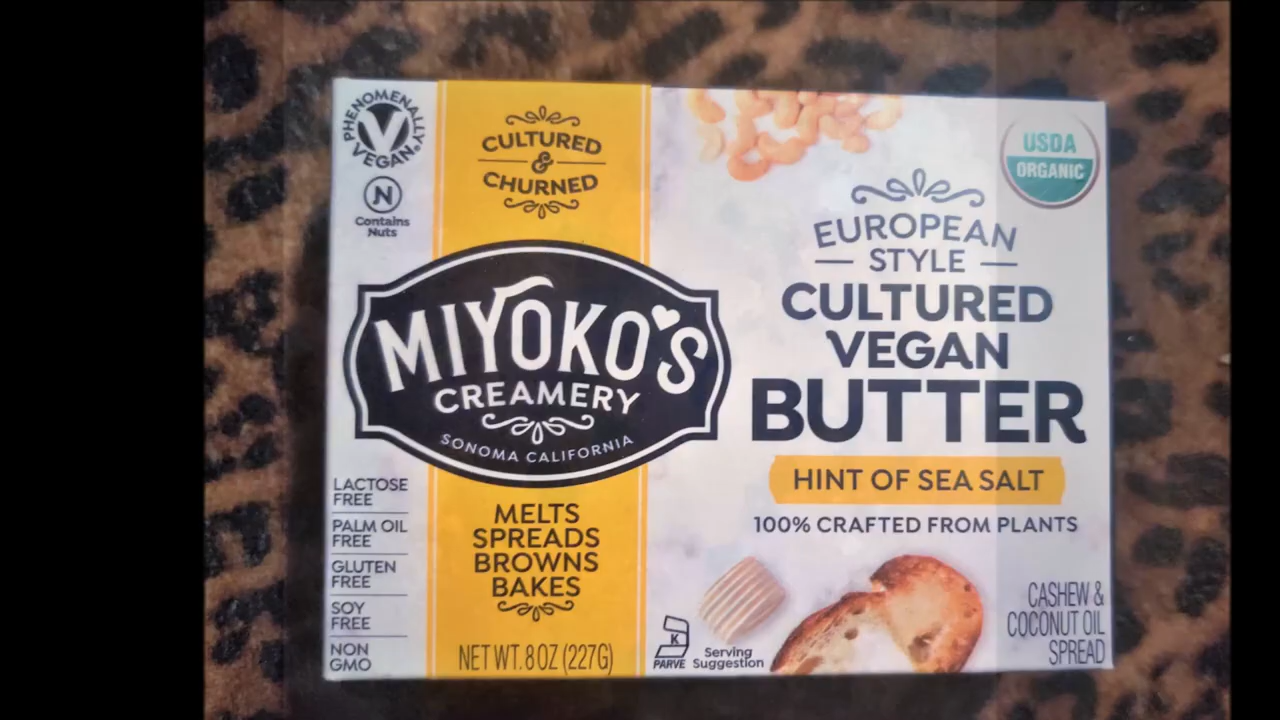 PHENOMENALLY
V
VEGAN®
N
Contains
Nuts
CULTURED
&
CHURNED
MIYOKO'S
CREAMERY
SONOMA CALIFORNIA
LACTOSE
FREE
PALM OIL
FREE
GLUTEN
FREE
SOY
FREE
NON
GMO
MELTS
SPREADS
BROWNS
BAKES
NET WT. 8 OZ (227G)
USDA
ORGANIC
EUROPEAN
STYLE
CULTURED
VEGAN
BUTTER
HINT OF SEA SALT
100% CRAFTED FROM PLANTS
K
PARVE
Serving
Suggestion
CASHEW &
COCONUT OIL
SPREAD